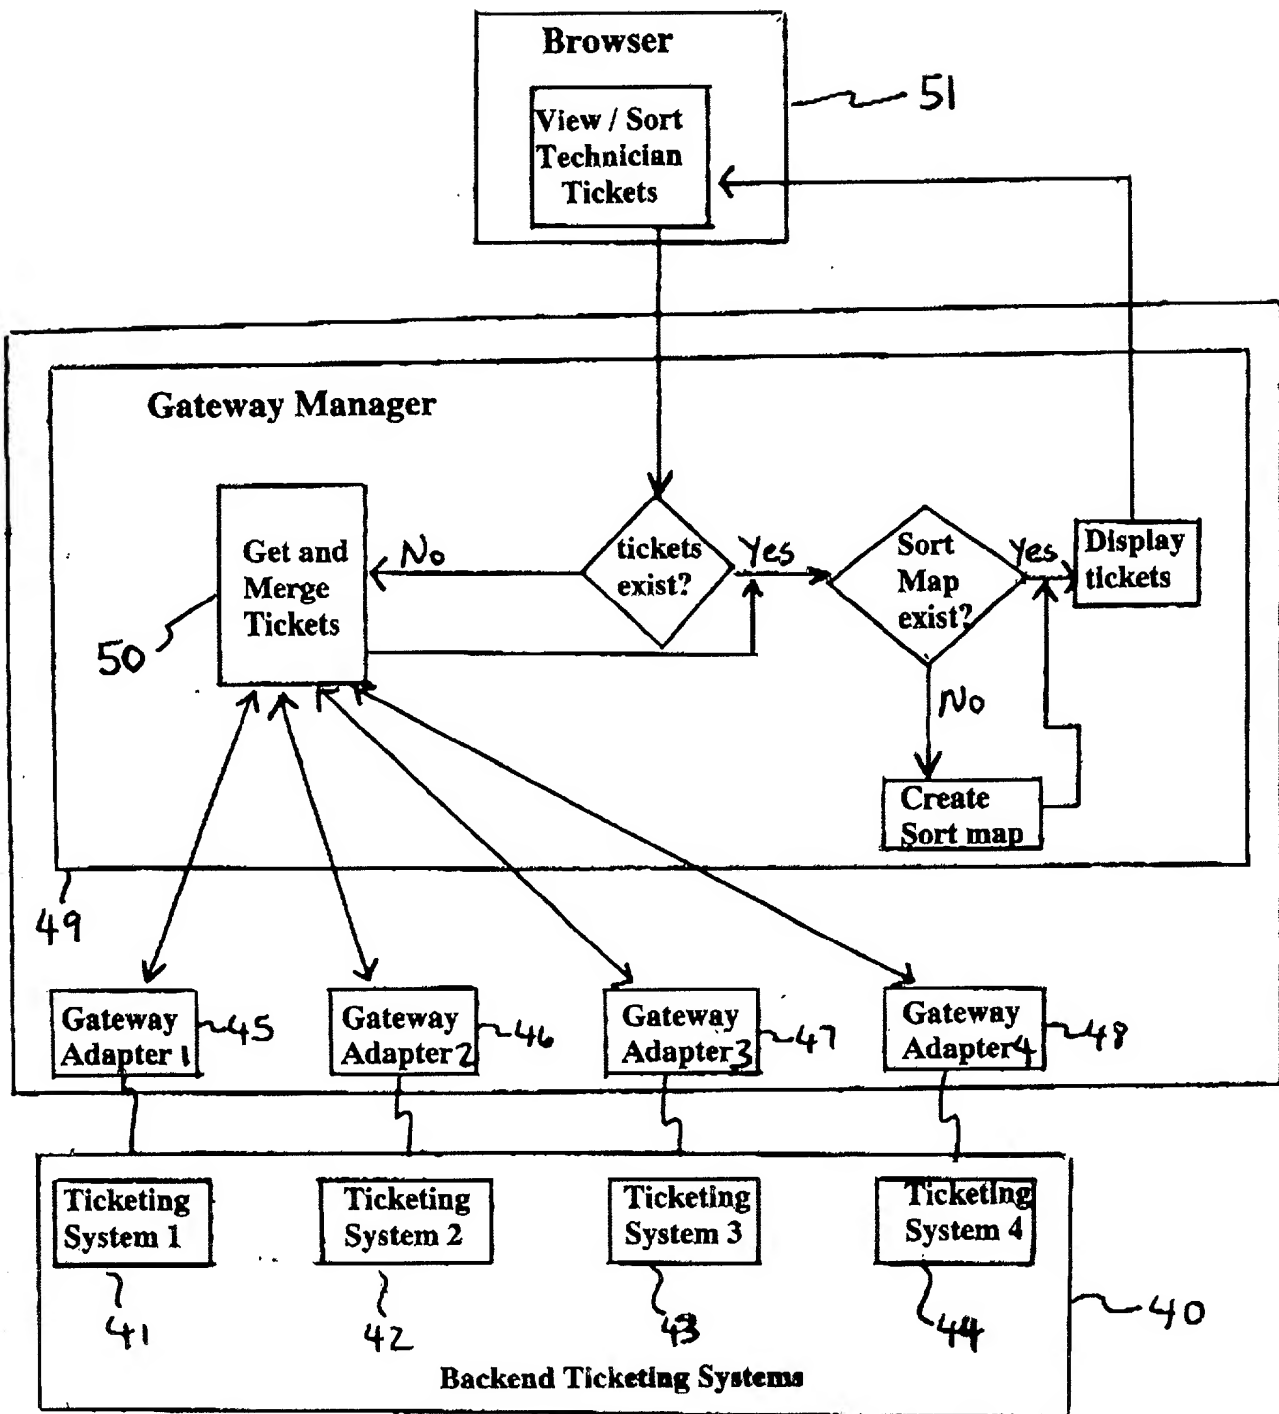 Browser
View / Sort
Technician
Tickets
51
Gateway Manager
Get and
Merge
Tickets
50
No
tickets
exist?
Yes
Sort
Map
exist?
Yes
Display
tickets
No
Create
Sort map
49
Gateway
Adapter 1
45
Gateway
Adapter 2
46
Gateway
Adapter 3
47
Gateway
Adapter 4
48
Ticketing
System 1
41
Ticketing
System 2
42
Ticketing
System 3
43
Ticketing
System 4
44
40
Backend Ticketing Systems